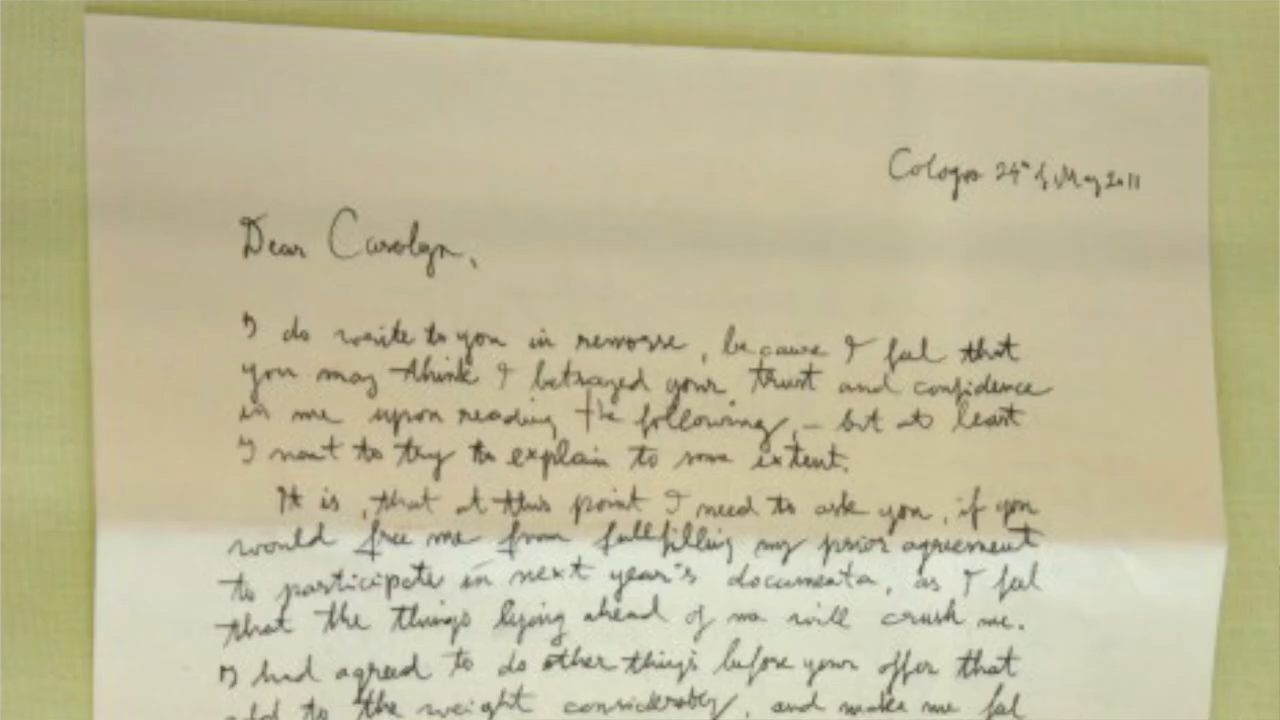 Cologne 24th of May 2011
Dear Carolyn,
I do write to you in remorse, because I feel that
you may think I betrayed your trust and confidence
in me upon reading the following, – but at least
I want to try to explain to some extent.
It is, that at this point I need to ask you, if you
would free me from fullfilling my prior agreement
to participate in next year's documenta, as I feel
that the things lying ahead of me will crush me.
I had agreed to do other things before your offer that
add to the weight considerably, and make me feel